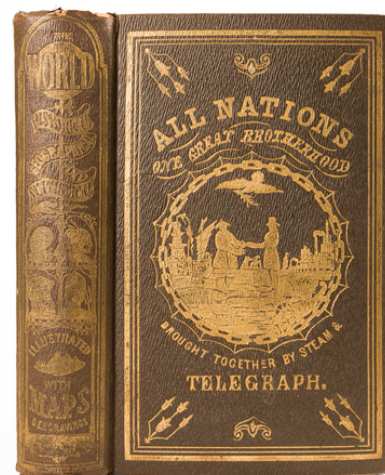 THE
WORLD
ILLUSTRATED
WITH
MAPS
& ENGRAVINGS
ALL NATIONS
ONE GREAT BROTHERHOOD
BROUGHT TOGETHER BY STEAM &
TELEGRAPH.